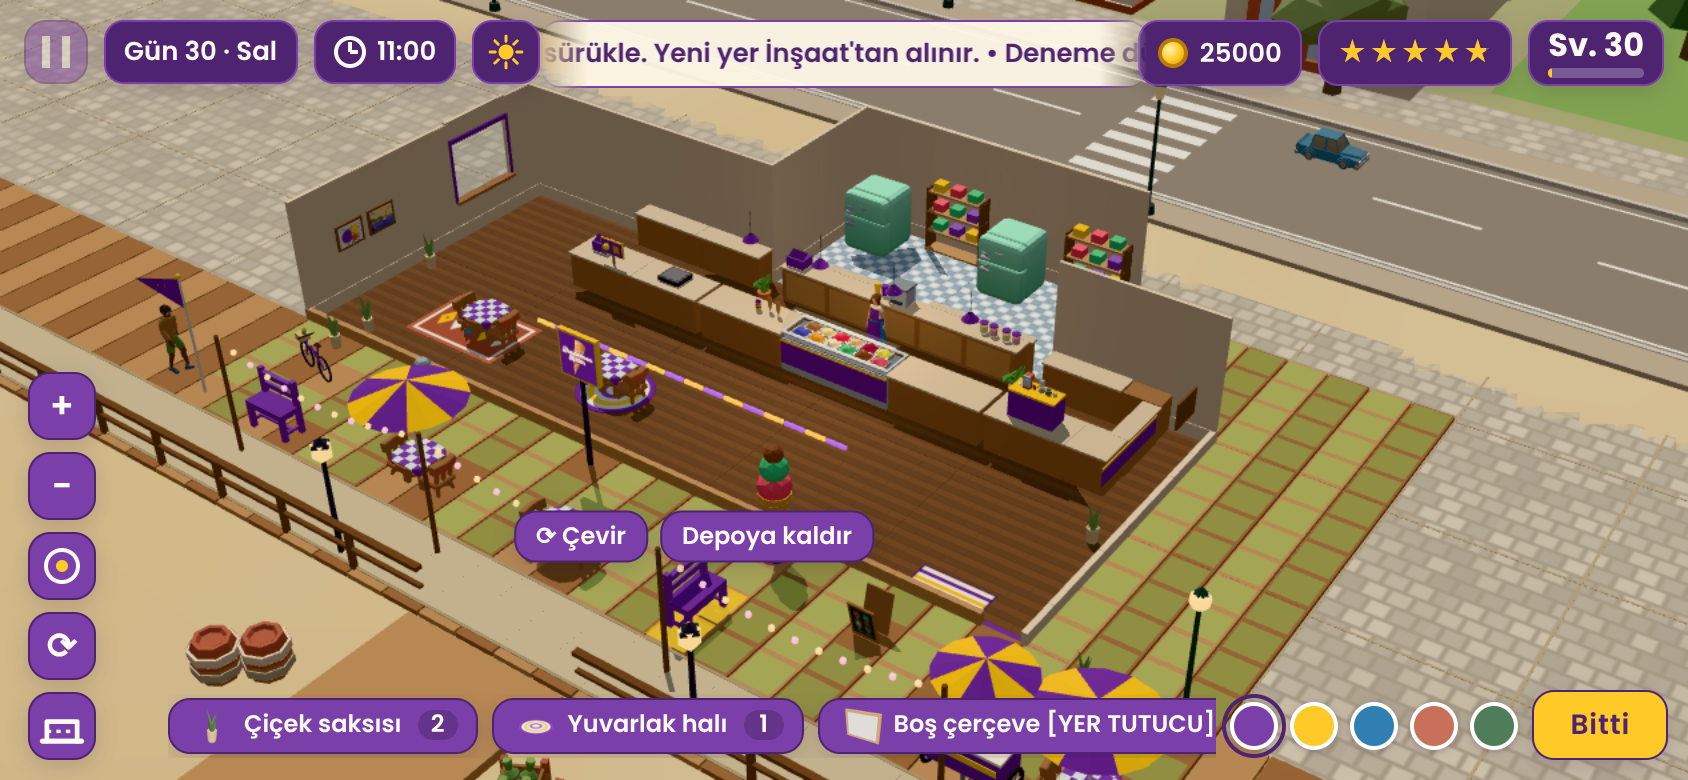 Gün 30 · Sal
11:00
sürükle. Yeni yer İnşaat'tan alınır. • Deneme
25000
Sv. 30
+
−
⟳ Çevir
Depoya kaldır
Çiçek saksısı 2
Yuvarlak halı 1
Boş çerçeve [YER TUTUCU]
Bitti